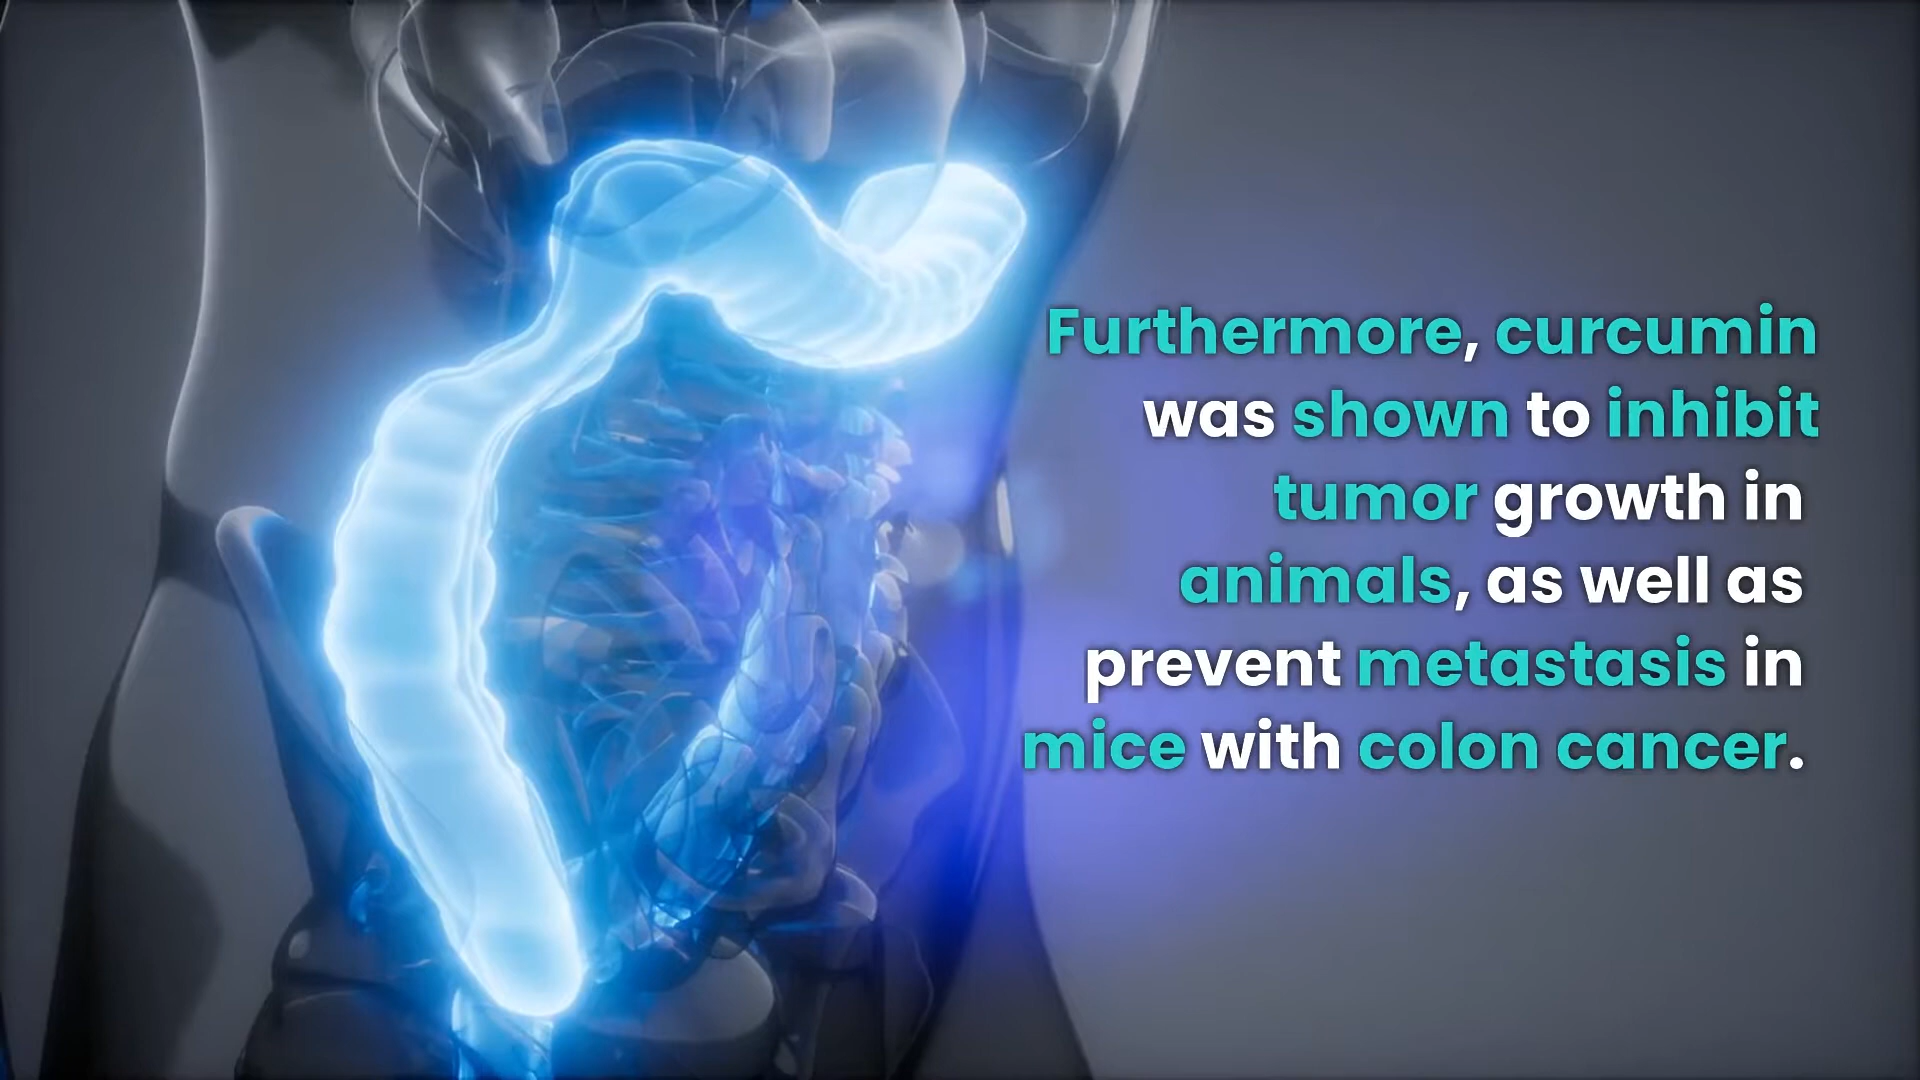 Furthermore, curcumin
was shown to inhibit
tumor growth in
animals, as well as
prevent metastasis in
mice with colon cancer.